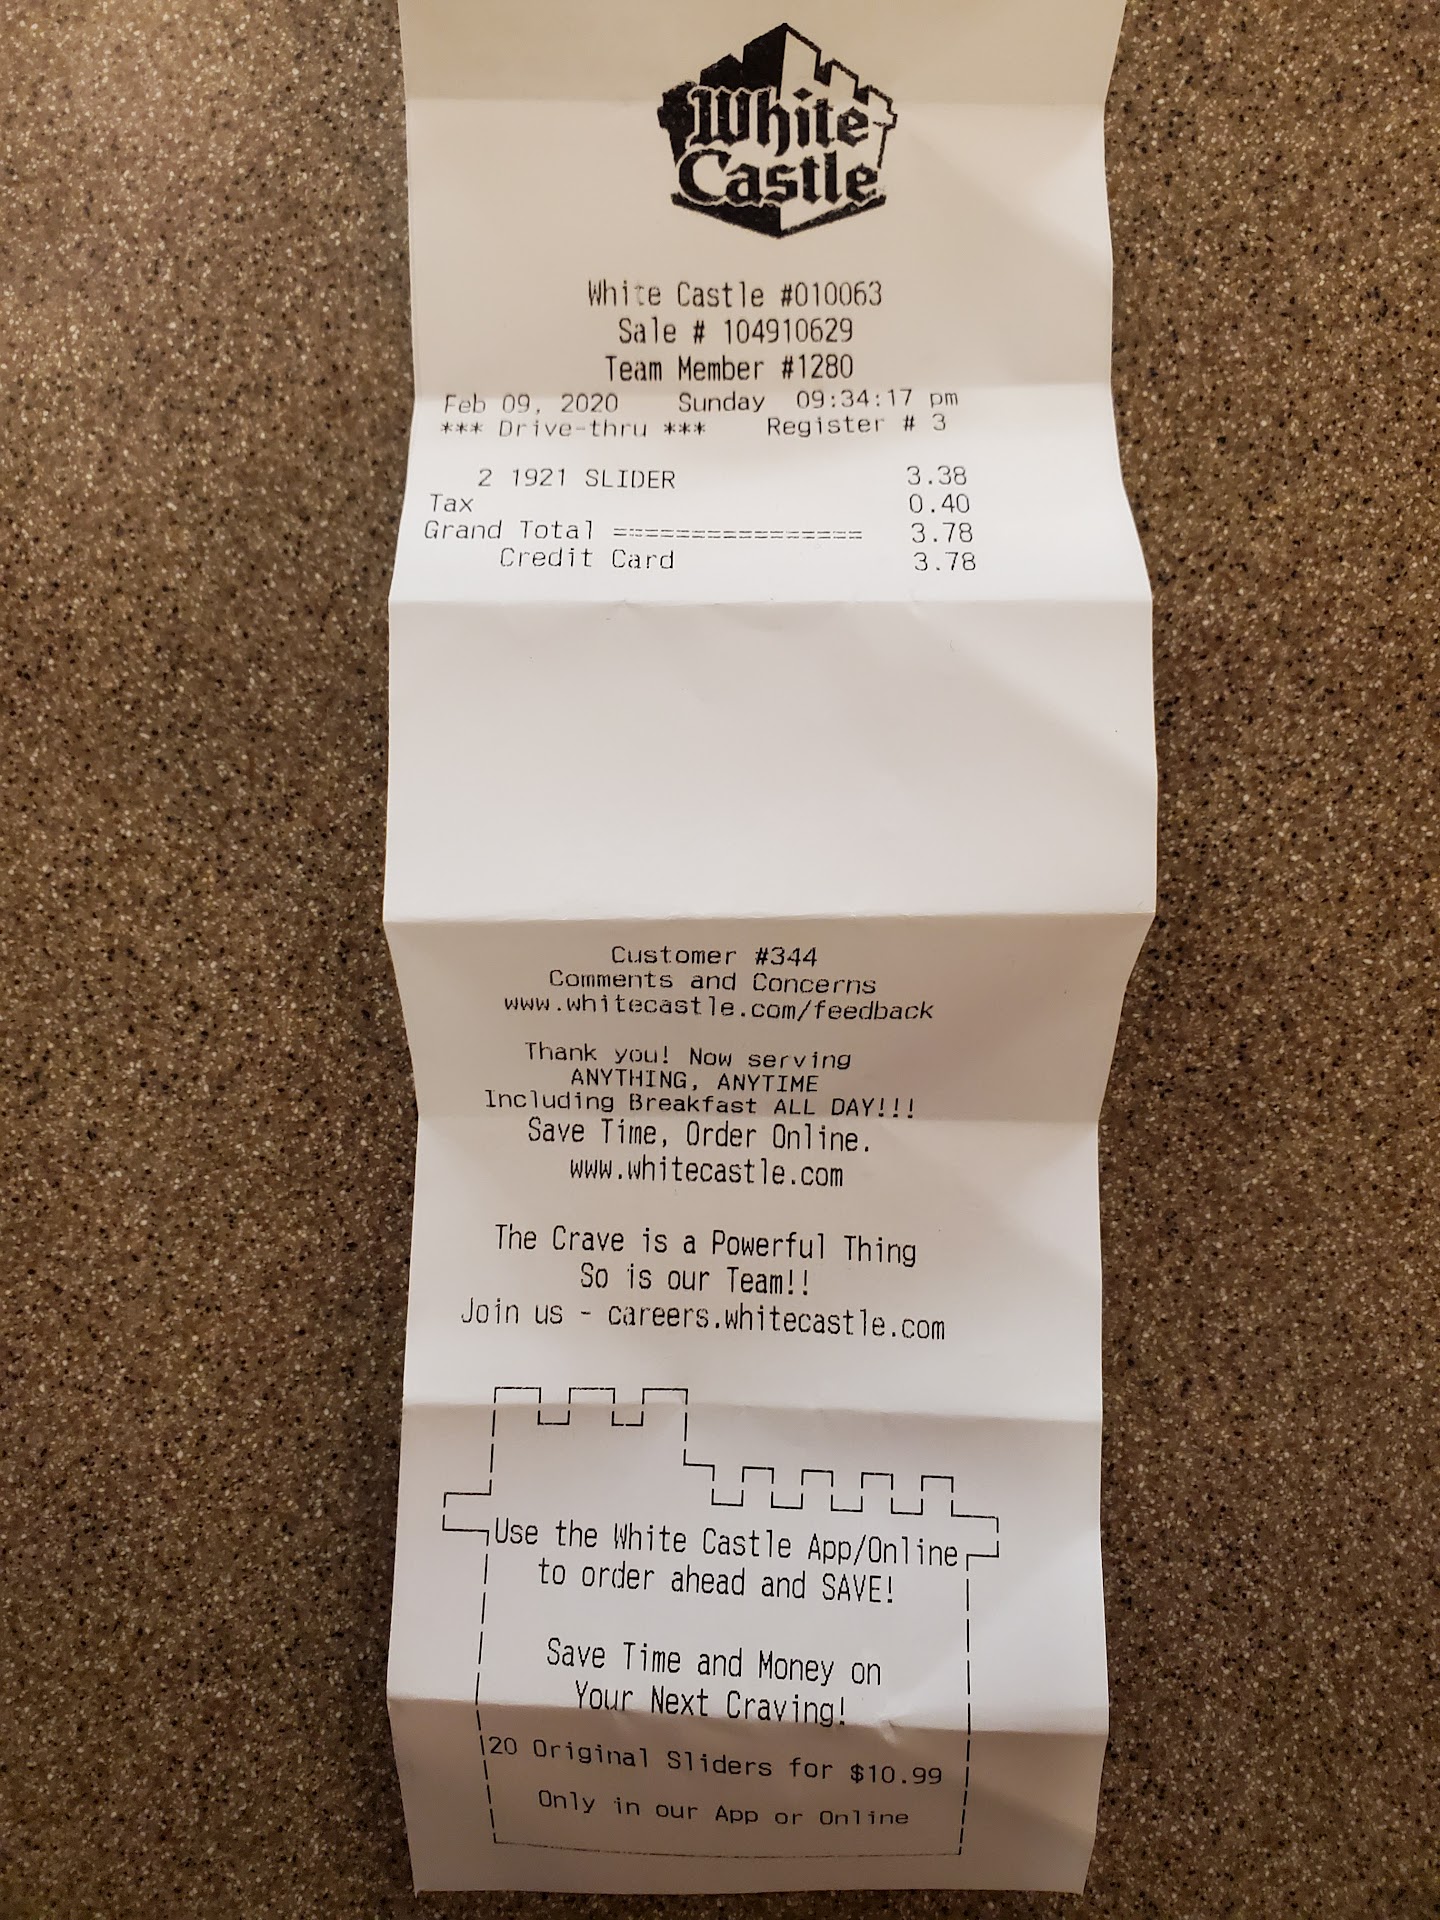 White
Castle
White Castle #010063
Sale # 104910629
Team Member #1280
Feb 09, 2020 Sunday 09:34:17 pm
*** Drive-thru *** Register # 3
2 1921 SLIDER 3.38
Tax 0.40
Grand Total ================ 3.78
Credit Card 3.78
Customer #344
Comments and Concerns
www.whitecastle.com/feedback
Thank you! Now serving
ANYTHING, ANYTIME
Including Breakfast ALL DAY!!!
Save Time, Order Online.
www.whitecastle.com
The Crave is a Powerful Thing
So is our Team!!
Join us - careers.whitecastle.com
Use the White Castle App/Online
to order ahead and SAVE!
Save Time and Money on
Your Next Craving!
20 Original Sliders for $10.99
Only in our App or Online